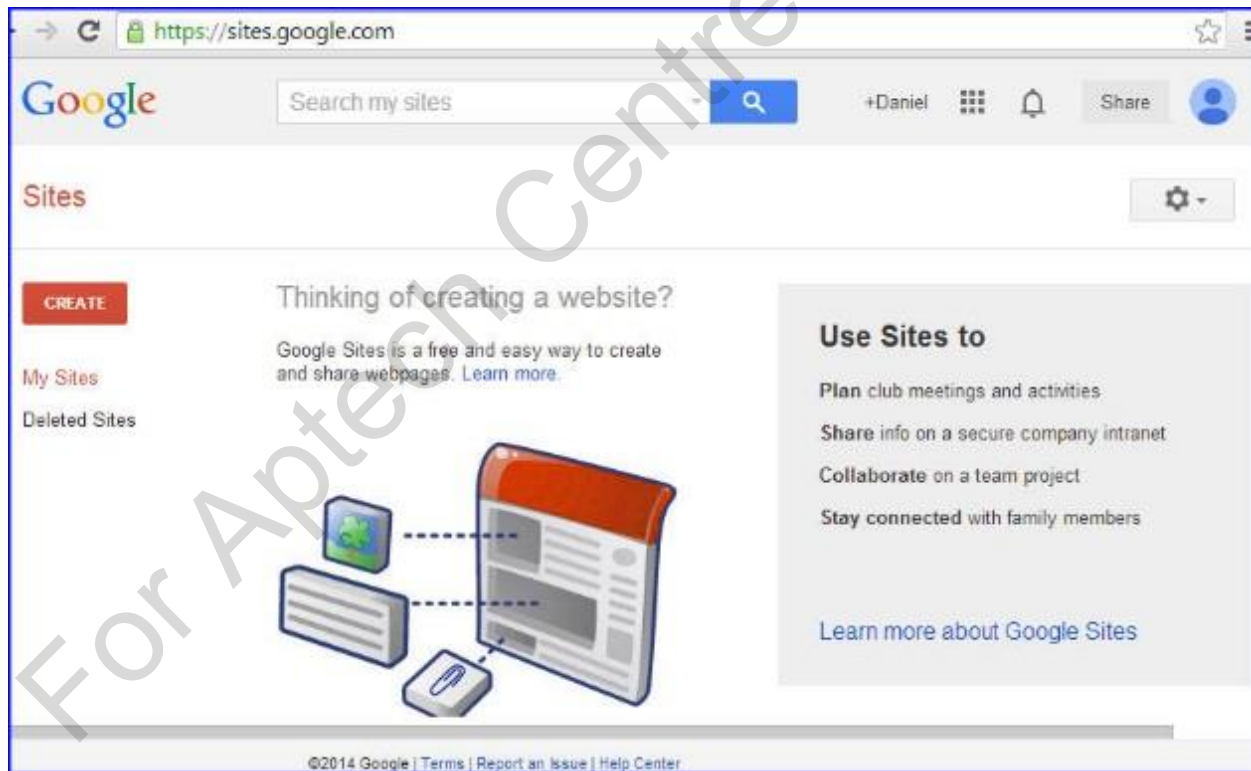 https://sites.google.com
Google
Search my sites
+Daniel
Share
Sites
CREATE
My Sites
Deleted Sites
Thinking of creating a website?
Google Sites is a free and easy way to create
and share webpages. Learn more.
Use Sites to
Plan club meetings and activities
Share info on a secure company intranet
Collaborate on a team project
Stay connected with family members
Learn more about Google Sites
©2014 Google | Terms | Report an Issue | Help Center
For Aptech Centre